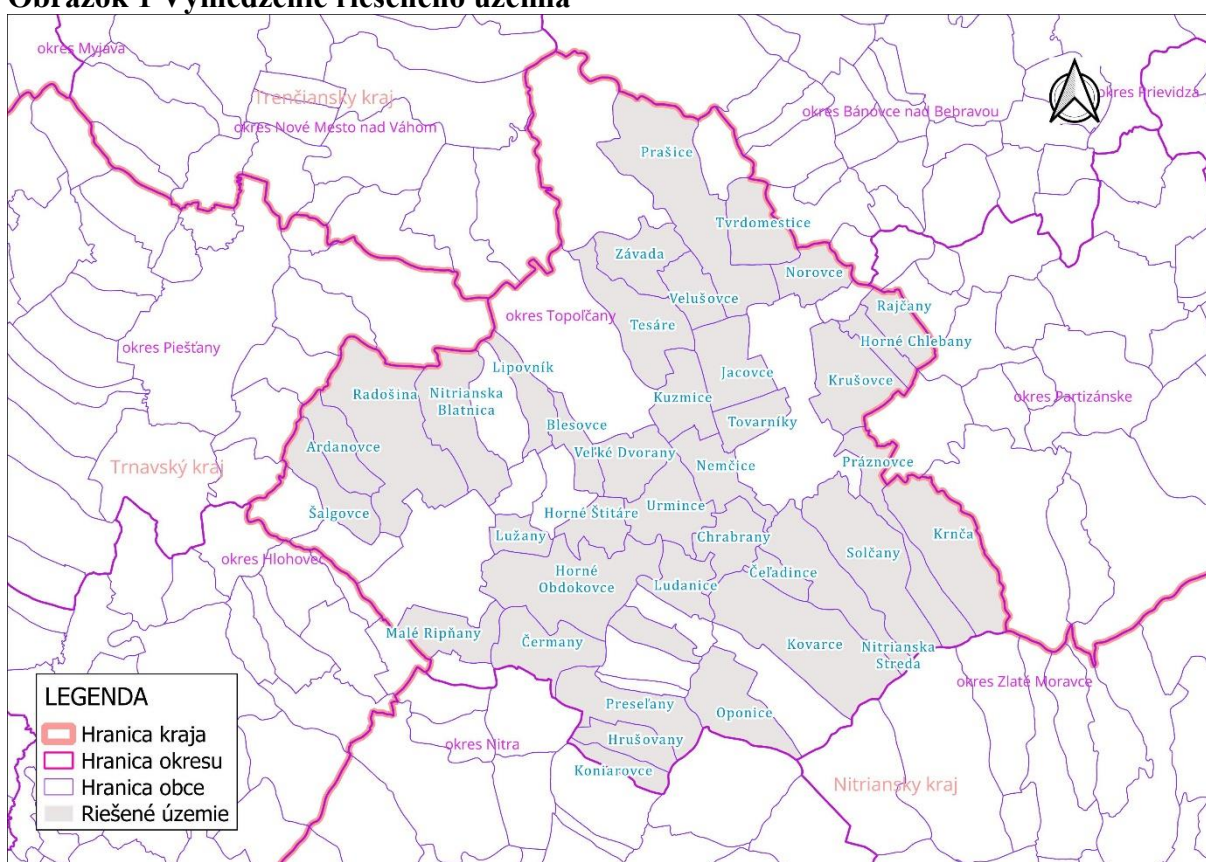 Obrázok 1 Vymedzenie riešeného územia
okres Myjava
Trenčiansky kraj
okres Nové Mesto nad Váhom
okres Bánovce nad Bebravou
okres Prievidza
Prašice
Tvrdomestice
Závada
Norovce
Velušovce
Rajčany
okres Topoľčany
Tesáre
Horné Chlebany
okres Piešťany
Lipovník
Jacovce
Krušovce
Radošina
Nitrianska
Blatnica
Kuzmice
okres Partizánske
Blesovce
Tovarníky
Ardanovce
Veľké Dvorany
Nemčice
Práznovce
Trnavský kraj
Šalgovce
Horné Štitáre
Urmince
Lužany
Chrabrany
Krnča
Solčany
okres Hlohovec
Horné
Obdokovce
Ludanice
Čeľadince
Malé Ripňany
Čermany
Kovarce
Nitrianska
Streda
okres Zlaté Moravce
Preseľany
Oponice
okres Nitra
Hrušovany
Koniarovce
Nitriansky kraj
LEGENDA
Hranica kraja
Hranica okresu
Hranica obce
Riešené územie